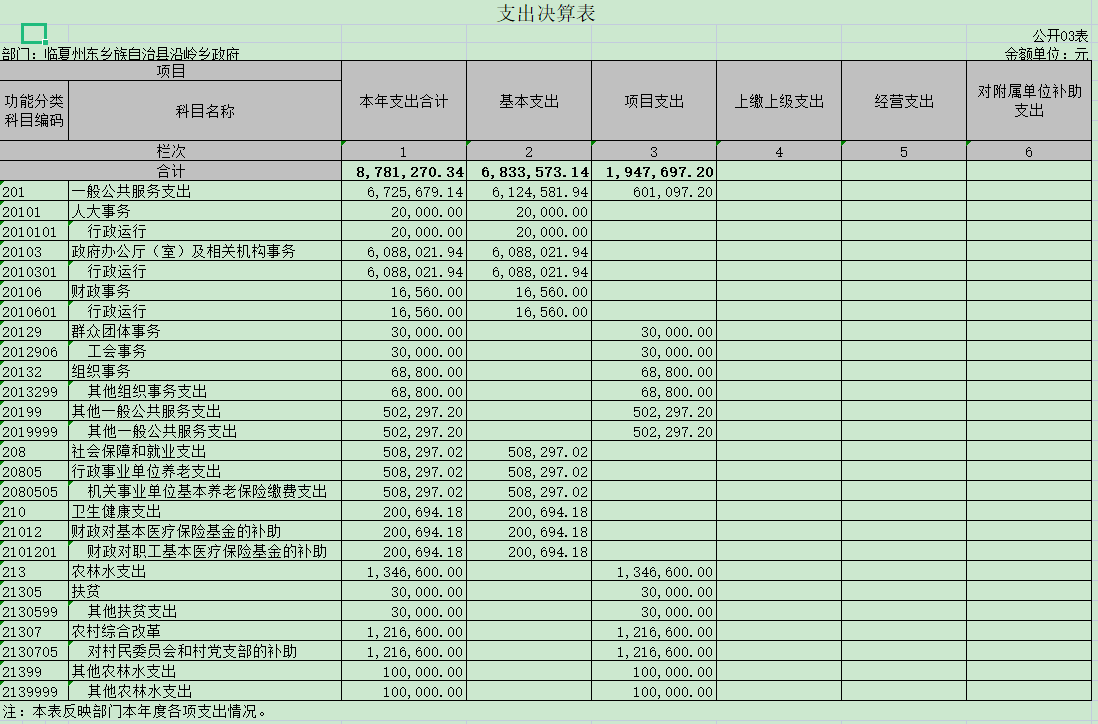 支出决算表
公开03表
部门：临夏州东乡族自治县沿岭乡政府 金额单位：元
项目 本年支出合计 基本支出 项目支出 上缴上级支出 经营支出 对附属单位补助支出
功能分类科目编码 科目名称
栏次 1 2 3 4 5 6
合计 8,781,270.34 6,833,573.14 1,947,697.20
201 一般公共服务支出 6,725,679.14 6,124,581.94 601,097.20
20101 人大事务 20,000.00 20,000.00
2010101 行政运行 20,000.00 20,000.00
20103 政府办公厅（室）及相关机构事务 6,088,021.94 6,088,021.94
2010301 行政运行 6,088,021.94 6,088,021.94
20106 财政事务 16,560.00 16,560.00
2010601 行政运行 16,560.00 16,560.00
20129 群众团体事务 30,000.00 30,000.00
2012906 工会事务 30,000.00 30,000.00
20132 组织事务 68,800.00 68,800.00
2013299 其他组织事务支出 68,800.00 68,800.00
20199 其他一般公共服务支出 502,297.20 502,297.20
2019999 其他一般公共服务支出 502,297.20 502,297.20
208 社会保障和就业支出 508,297.02 508,297.02
20805 行政事业单位养老支出 508,297.02 508,297.02
2080505 机关事业单位基本养老保险缴费支出 508,297.02 508,297.02
210 卫生健康支出 200,694.18 200,694.18
21012 财政对基本医疗保险基金的补助 200,694.18 200,694.18
2101201 财政对职工基本医疗保险基金的补助 200,694.18 200,694.18
213 农林水支出 1,346,600.00 1,346,600.00
21305 扶贫 30,000.00 30,000.00
2130599 其他扶贫支出 30,000.00 30,000.00
21307 农村综合改革 1,216,600.00 1,216,600.00
2130705 对村民委员会和村党支部的补助 1,216,600.00 1,216,600.00
21399 其他农林水支出 100,000.00 100,000.00
2139999 其他农林水支出 100,000.00 100,000.00
注：本表反映部门本年度各项支出情况。